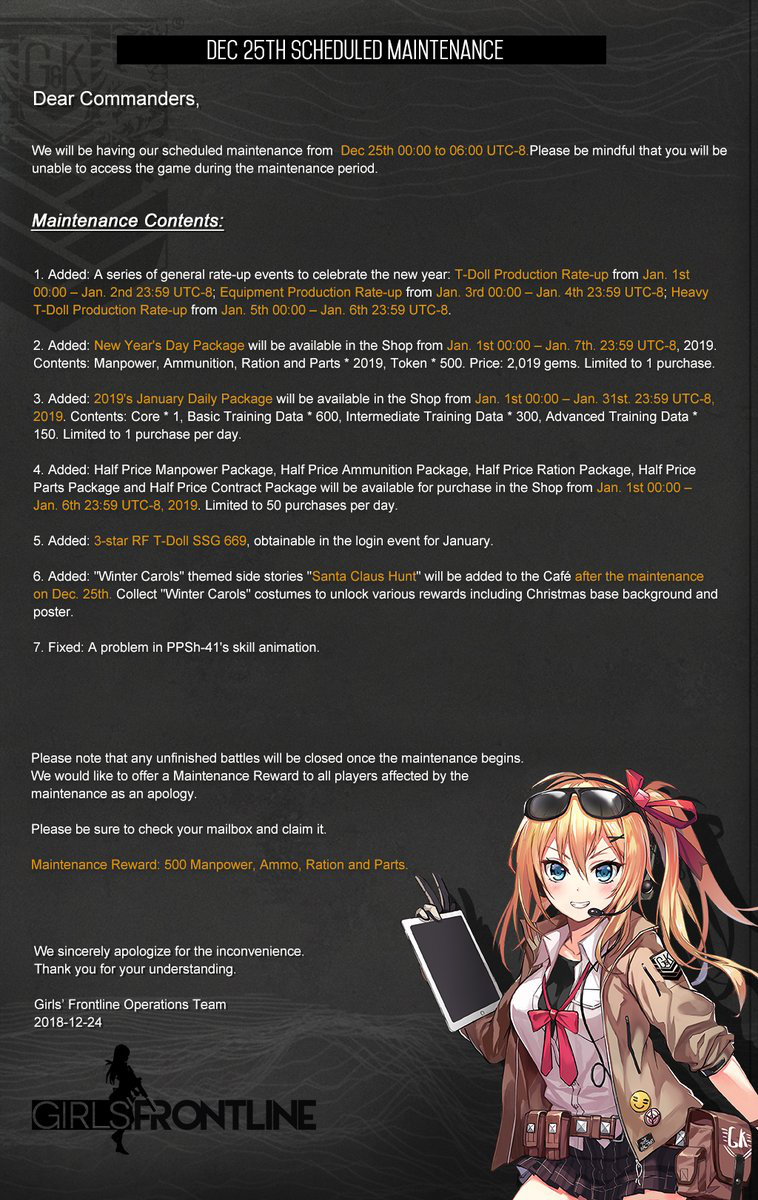 G&K
DEC 25TH SCHEDULED MAINTENANCE
Dear Commanders,
We will be having our scheduled maintenance from Dec 25th 00:00 to 06:00 UTC-8.Please be mindful that you will be
unable to access the game during the maintenance period.
Maintenance Contents:
1. Added: A series of general rate-up events to celebrate the new year: T-Doll Production Rate-up from Jan. 1st
00:00 – Jan. 2nd 23:59 UTC-8; Equipment Production Rate-up from Jan. 3rd 00:00 – Jan. 4th 23:59 UTC-8; Heavy
T-Doll Production Rate-up from Jan. 5th 00:00 – Jan. 6th 23:59 UTC-8.
2. Added: New Year's Day Package will be available in the Shop from Jan. 1st 00:00 – Jan. 7th. 23:59 UTC-8, 2019.
Contents: Manpower, Ammunition, Ration and Parts * 2019, Token * 500. Price: 2,019 gems. Limited to 1 purchase.
3. Added: 2019's January Daily Package will be available in the Shop from Jan. 1st 00:00 – Jan. 31st. 23:59 UTC-8,
2019. Contents: Core * 1, Basic Training Data * 600, Intermediate Training Data * 300, Advanced Training Data *
150. Limited to 1 purchase per day.
4. Added: Half Price Manpower Package, Half Price Ammunition Package, Half Price Ration Package, Half Price
Parts Package and Half Price Contract Package will be available for purchase in the Shop from Jan. 1st 00:00 –
Jan. 6th 23:59 UTC-8, 2019. Limited to 50 purchases per day.
5. Added: 3-star RF T-Doll SSG 669, obtainable in the login event for January.
6. Added: "Winter Carols" themed side stories "Santa Claus Hunt" will be added to the Café after the maintenance
on Dec. 25th. Collect "Winter Carols" costumes to unlock various rewards including Christmas base background and
poster.
7. Fixed: A problem in PPSh-41's skill animation.
Please note that any unfinished battles will be closed once the maintenance begins.
We would like to offer a Maintenance Reward to all players affected by the
maintenance as an apology.
Please be sure to check your mailbox and claim it.
Maintenance Reward: 500 Manpower, Ammo, Ration and Parts.
We sincerely apologize for the inconvenience.
Thank you for your understanding.
Girls' Frontline Operations Team
2018-12-24
GIRLSFRONTLINE
G&K
GK